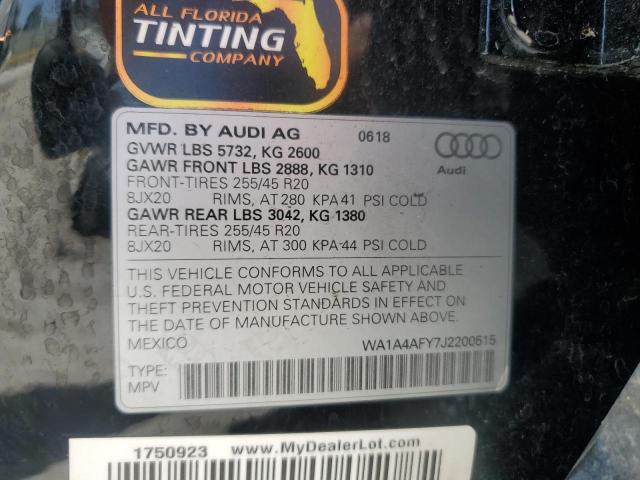 ALL FLORIDA
TINTING
COMPANY
MFD. BY AUDI AG 0618
GVWR LBS 5732, KG 2600
GAWR FRONT LBS 2888, KG 1310
FRONT-TIRES 255/45 R20
8JX20 RIMS, AT 280 KPA 41 PSI COLD
GAWR REAR LBS 3042, KG 1380
REAR-TIRES 255/45 R20
8JX20 RIMS, AT 300 KPA 44 PSI COLD
Audi
THIS VEHICLE CONFORMS TO ALL APPLICABLE
U.S. FEDERAL MOTOR VEHICLE SAFETY AND
THEFT PREVENTION STANDARDS IN EFFECT ON
THE DATE OF MANUFACTURE SHOWN ABOVE.
MEXICO WA1A4AFY7J2200515
TYPE:
MPV
1750923 www.MyDealerLot.com